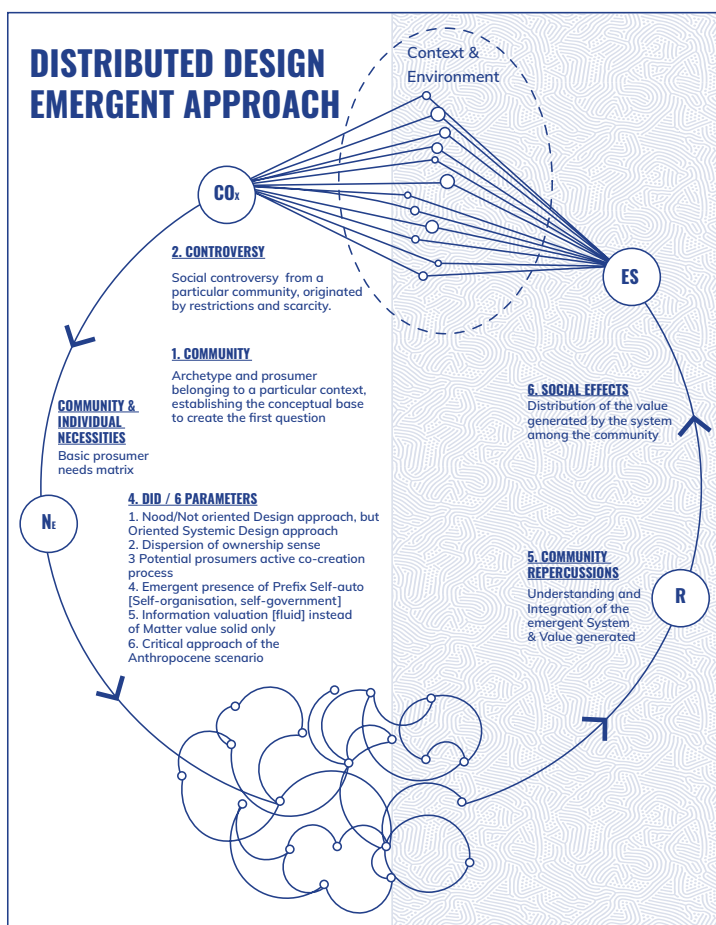 DISTRIBUTED DESIGN
EMERGENT APPROACH
Context &
Environment
COx
ES
2. CONTROVERSY
Social controversy from a
particular community, originated
by restrictions and scarcity.
1. COMMUNITY
Archetype and prosumer
belonging to a particular context,
establishing the conceptual base
to create the first question
COMMUNITY &
INDIVIDUAL
NECESSITIES
Basic prosumer
needs matrix
NE
4. DID / 6 PARAMETERS
1. Nood/Not oriented Design approach, but
Oriented Systemic Design approach
2. Dispersion of ownership sense
3 Potential prosumers active co-creation
process
4. Emergent presence of Prefix Self-auto
[Self-organisation, self-government]
5. Information valuation [fluid] instead
of Matter value solid only
6. Critical approach of the
Anthropocene scenario
6. SOCIAL EFFECTS
Distribution of the value
generated by the system
among the community
5. COMMUNITY
REPERCUSSIONS
Understanding and
Integration of the
emergent System
& Value generated
R